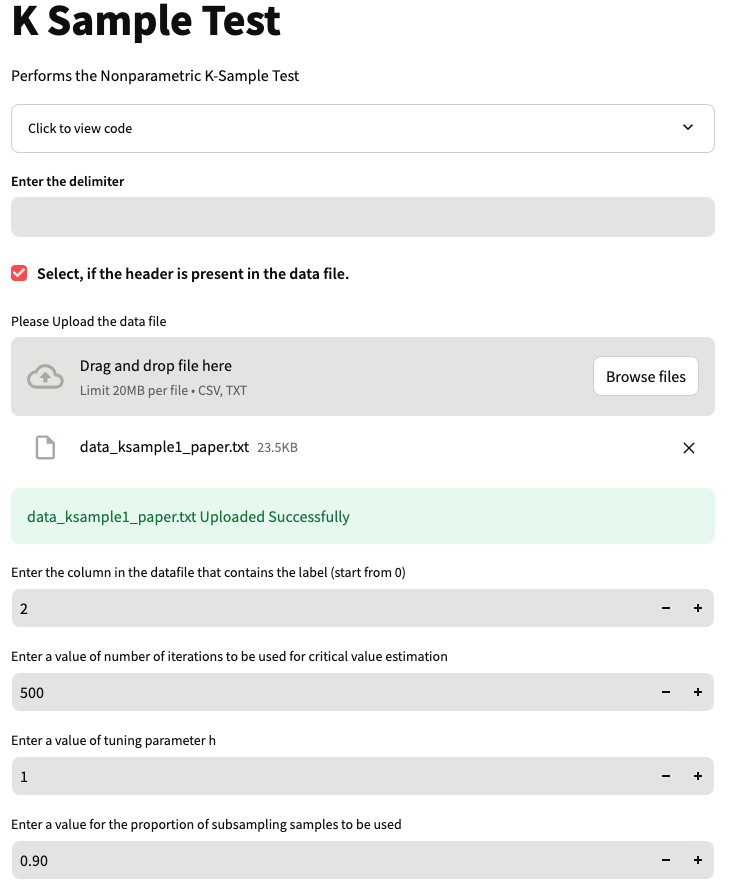 K Sample Test
Performs the Nonparametric K-Sample Test
Click to view code
Enter the delimiter
Select, if the header is present in the data file.
Please Upload the data file
Drag and drop file here
Limit 20MB per file • CSV, TXT
Browse files
data_ksample1_paper.txt 23.5KB
data_ksample1_paper.txt Uploaded Successfully
Enter the column in the datafile that contains the label (start from 0)
2
Enter a value of number of iterations to be used for critical value estimation
500
Enter a value of tuning parameter h
1
Enter a value for the proportion of subsampling samples to be used
0.90